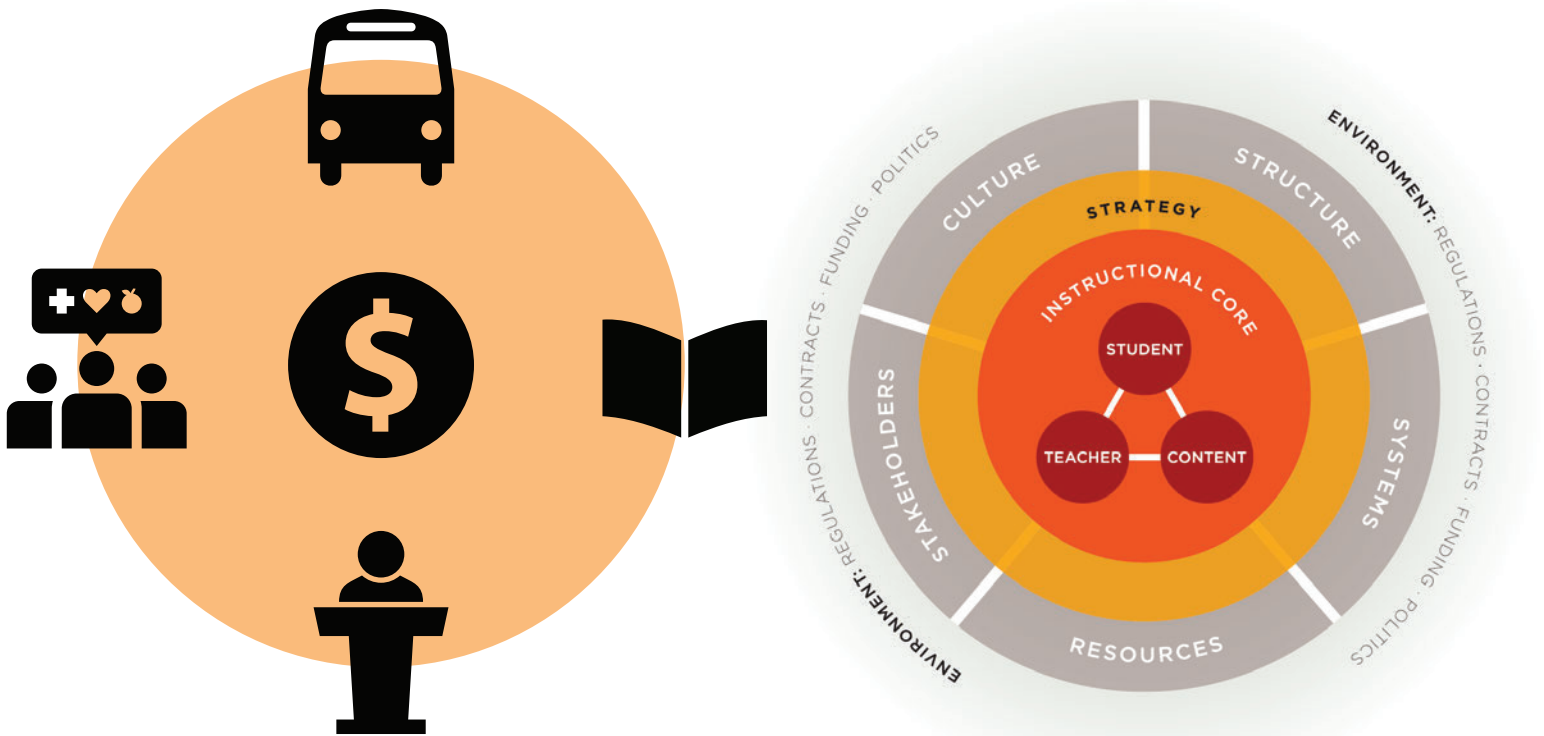 $
ENVIRONMENT: REGULATIONS · CONTRACTS · FUNDING · POLITICS
CULTURE
STRUCTURE
STRATEGY
INSTRUCTIONAL CORE
STUDENT
TEACHER
CONTENT
STAKEHOLDERS
SYSTEMS
RESOURCES
ENVIRONMENT: REGULATIONS · CONTRACTS · FUNDING · POLITICS